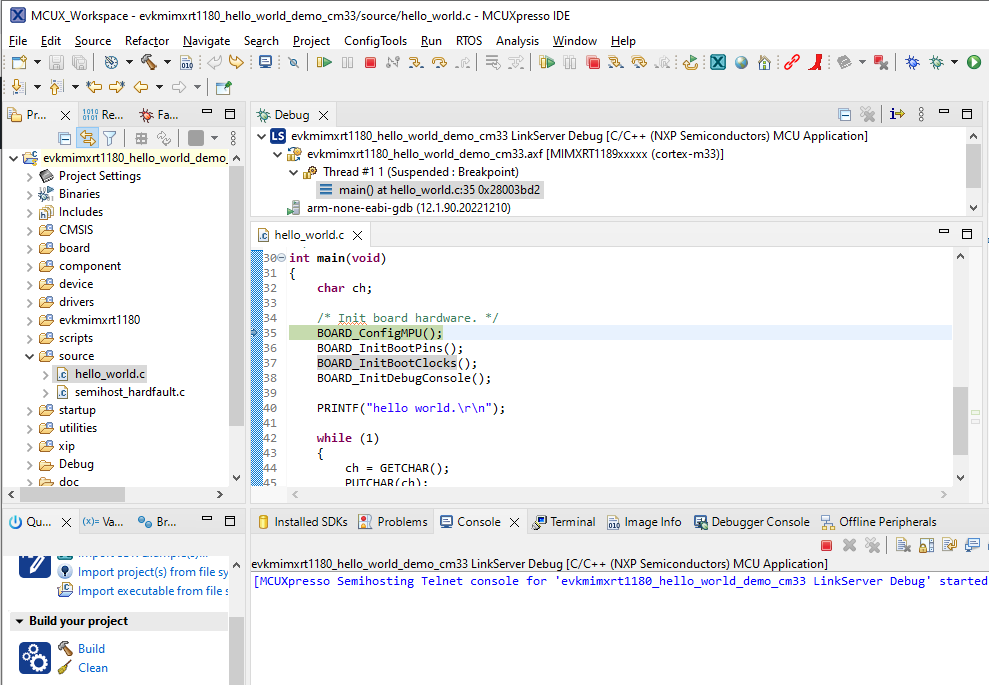 MCUX_Workspace - evkmimxrt1180_hello_world_demo_cm33/source/hello_world.c - MCUXpresso IDE
File Edit Source Refactor Navigate Search Project ConfigTools Run RTOS Analysis Window Help
Pr... Re... Fa...
evkmimxrt1180_hello_world_demo_
Project Settings
Binaries
Includes
CMSIS
board
component
device
drivers
evkmimxrt1180
scripts
source
hello_world.c
semihost_hardfault.c
startup
utilities
xip
Debug
doc
Debug
LS evkmimxrt1180_hello_world_demo_cm33 LinkServer Debug [C/C++ (NXP Semiconductors) MCU Application]
evkmimxrt1180_hello_world_demo_cm33.axf [MIMXRT1189xxxxx (cortex-m33)]
Thread #1 1 (Suspended : Breakpoint)
main() at hello_world.c:35 0x28003bd2
arm-none-eabi-gdb (12.1.90.20221210)
hello_world.c
30 int main(void)
31 {
32 char ch;
33
34 /* Init board hardware. */
35 BOARD_ConfigMPU();
36 BOARD_InitBootPins();
37 BOARD_InitBootClocks();
38 BOARD_InitDebugConsole();
39
40 PRINTF("hello world.\r\n");
41
42 while (1)
43 {
44 ch = GETCHAR();
45 PUTCHAR(ch);
Qu... (x)= Va... Br...
Import project(s) from file sy
Import executable from file s
Build your project
Build
Clean
Installed SDKs Problems Console Terminal Image Info Debugger Console Offline Peripherals
evkmimxrt1180_hello_world_demo_cm33 LinkServer Debug [C/C++ (NXP Semiconductors) MCU Application]
[MCUXpresso Semihosting Telnet console for 'evkmimxrt1180_hello_world_demo_cm33 LinkServer Debug' started